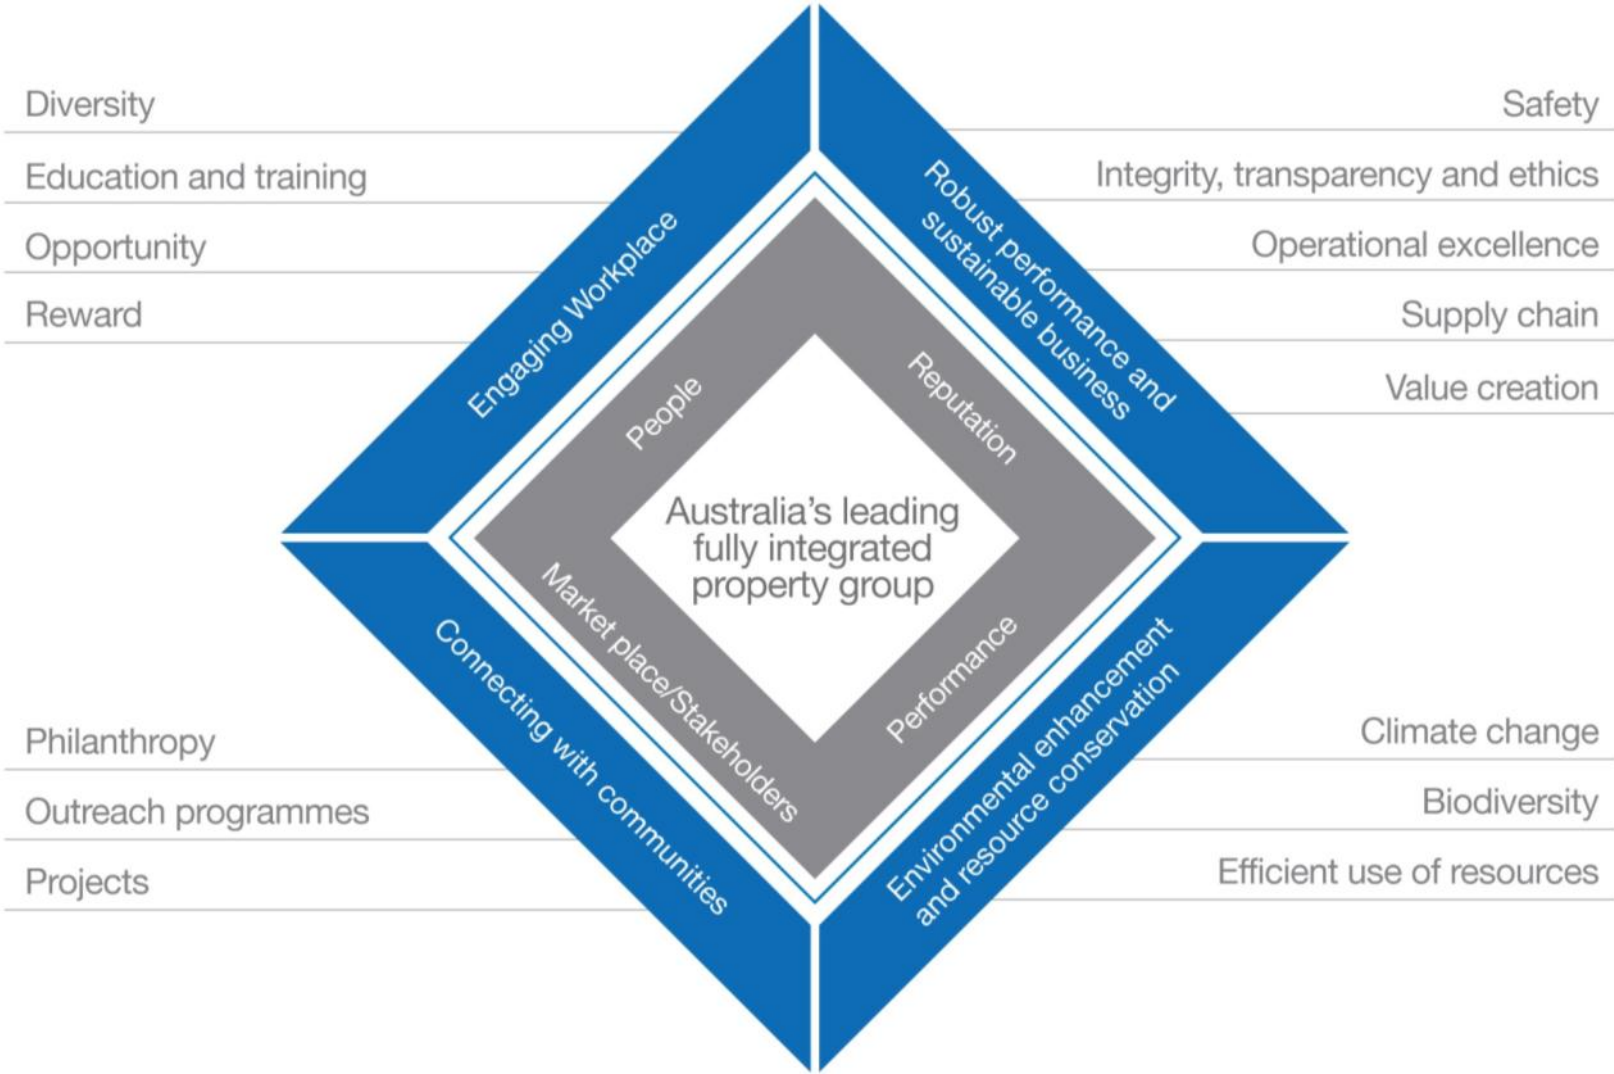 Diversity
Education and training
Opportunity
Reward
Engaging Workplace
People
Safety
Integrity, transparency and ethics
Operational excellence
Supply chain
Value creation
Robust performance and
sustainable business
Reputation
Australia's leading
fully integrated
property group
Market place/Stakeholders
Connecting with communities
Philanthropy
Outreach programmes
Projects
Performance
Environmental enhancement
and resource conservation
Climate change
Biodiversity
Efficient use of resources